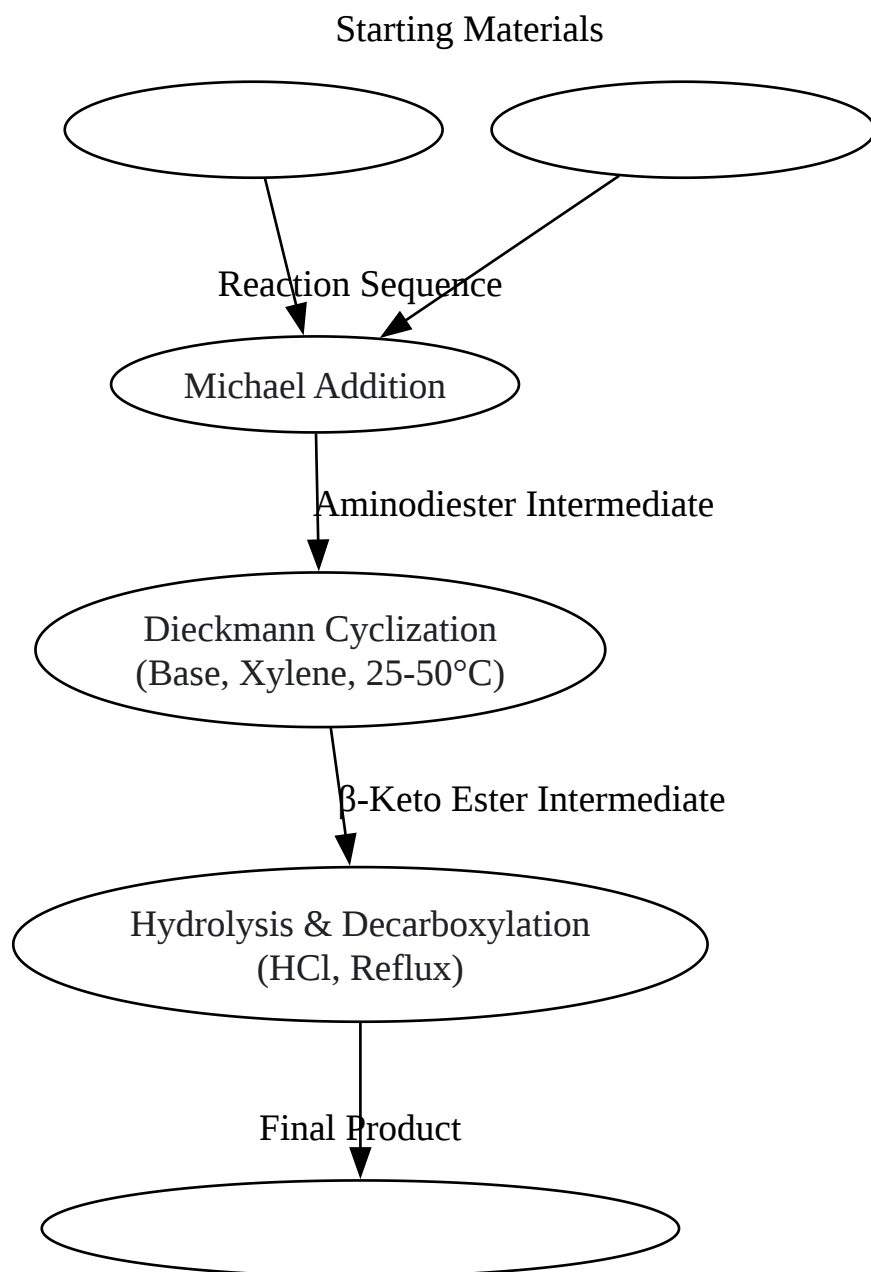 Starting Materials
Reaction Sequence
Michael Addition
Aminodiester Intermediate
Dieckmann Cyclization
(Base, Xylene, 25-50°C)
β-Keto Ester Intermediate
Hydrolysis & Decarboxylation
(HCl, Reflux)
Final Product